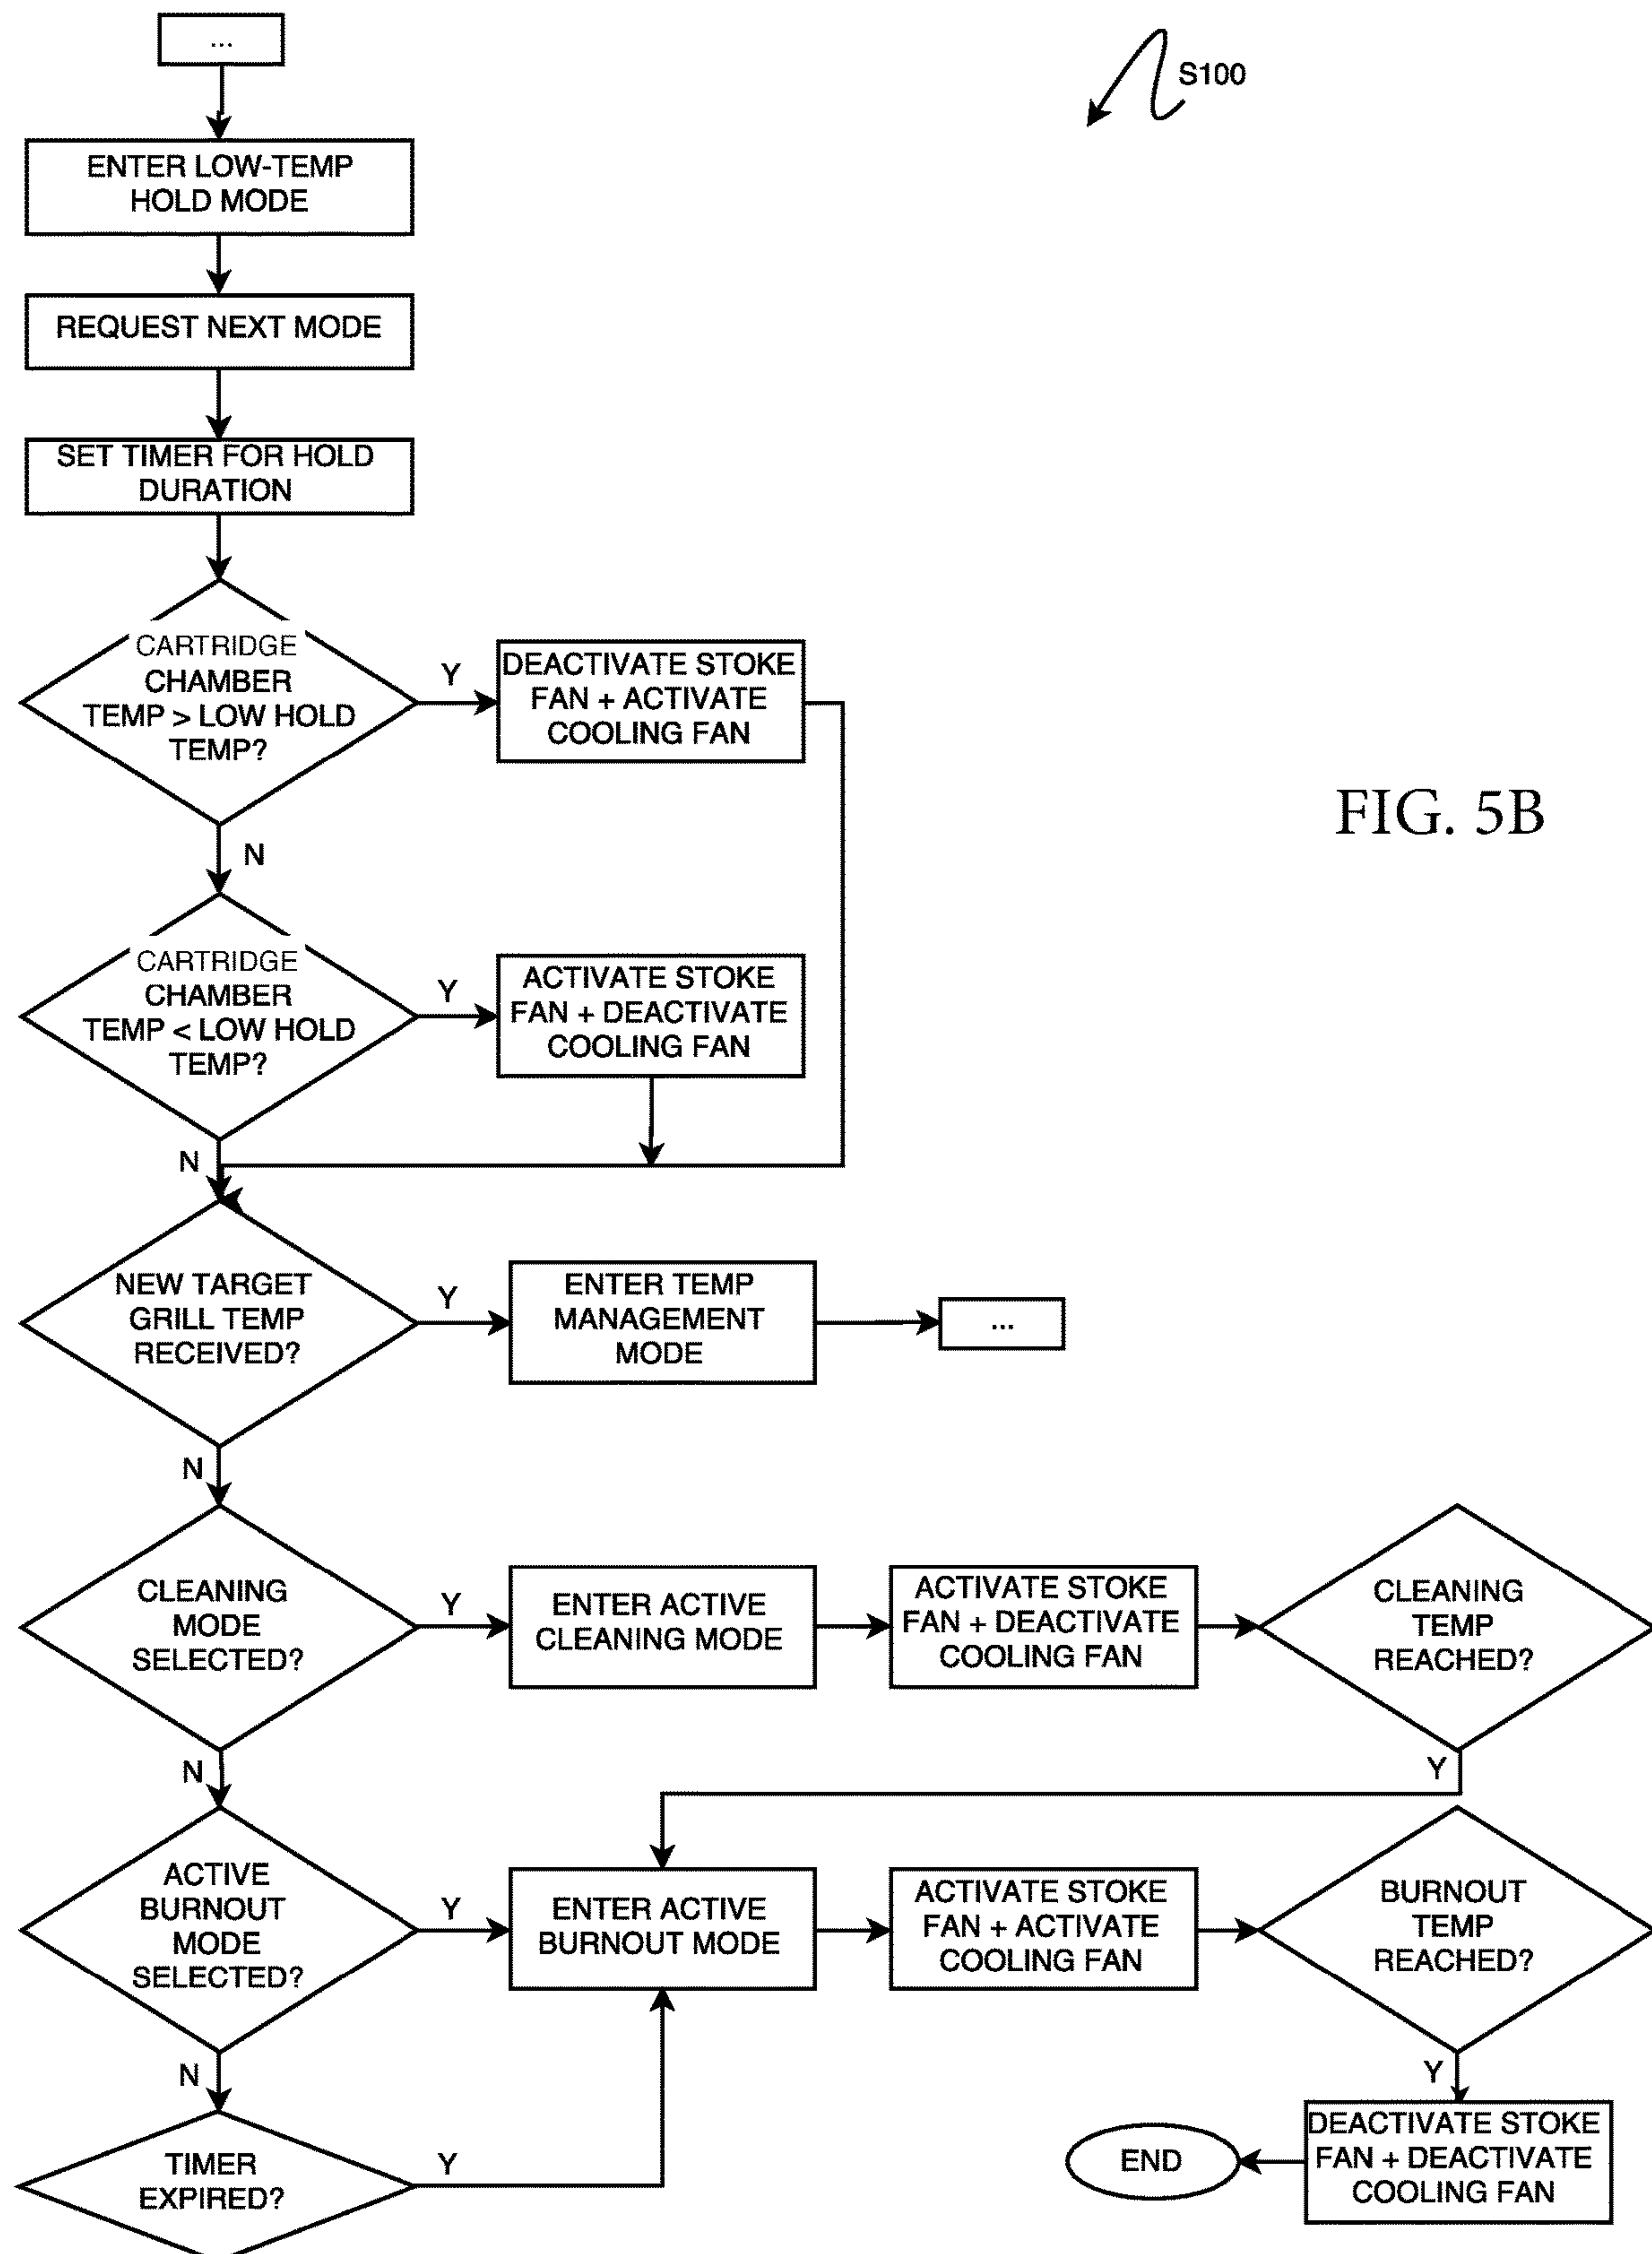 ...
S100
ENTER LOW-TEMP
HOLD MODE
REQUEST NEXT MODE
SET TIMER FOR HOLD
DURATION
CARTRIDGE
CHAMBER
TEMP > LOW HOLD
TEMP?
Y
DEACTIVATE STOKE
FAN + ACTIVATE
COOLING FAN
FIG. 5B
N
CARTRIDGE
CHAMBER
TEMP < LOW HOLD
TEMP?
Y
ACTIVATE STOKE
FAN + DEACTIVATE
COOLING FAN
N
NEW TARGET
GRILL TEMP
RECEIVED?
Y
ENTER TEMP
MANAGEMENT
MODE
...
N
CLEANING
MODE
SELECTED?
Y
ENTER ACTIVE
CLEANING MODE
ACTIVATE STOKE
FAN + DEACTIVATE
COOLING FAN
CLEANING
TEMP
REACHED?
N
Y
ACTIVE
BURNOUT
MODE
SELECTED?
Y
ENTER ACTIVE
BURNOUT MODE
ACTIVATE STOKE
FAN + ACTIVATE
COOLING FAN
BURNOUT
TEMP
REACHED?
N
Y
TIMER
EXPIRED?
Y
END
DEACTIVATE STOKE
FAN + DEACTIVATE
COOLING FAN